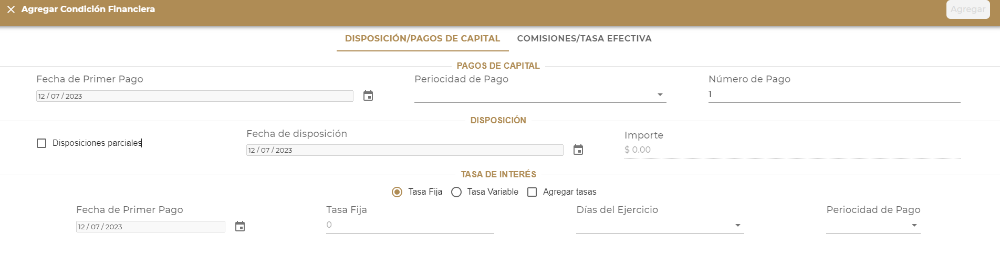 Agregar Condición Financiera
Agregar
DISPOSICIÓN/PAGOS DE CAPITAL COMISIONES/TASA EFECTIVA
PAGOS DE CAPITAL
Fecha de Primer Pago Periocidad de Pago Número de Pago
12 / 07 / 2023 1
DISPOSICIÓN
Disposiciones parciales Fecha de disposición Importe
12 / 07 / 2023 $ 0.00
TASA DE INTERÉS
Tasa Fija Tasa Variable Agregar tasas
Fecha de Primer Pago Tasa Fija Días del Ejercicio Periocidad de Pago
12 / 07 / 2023 0